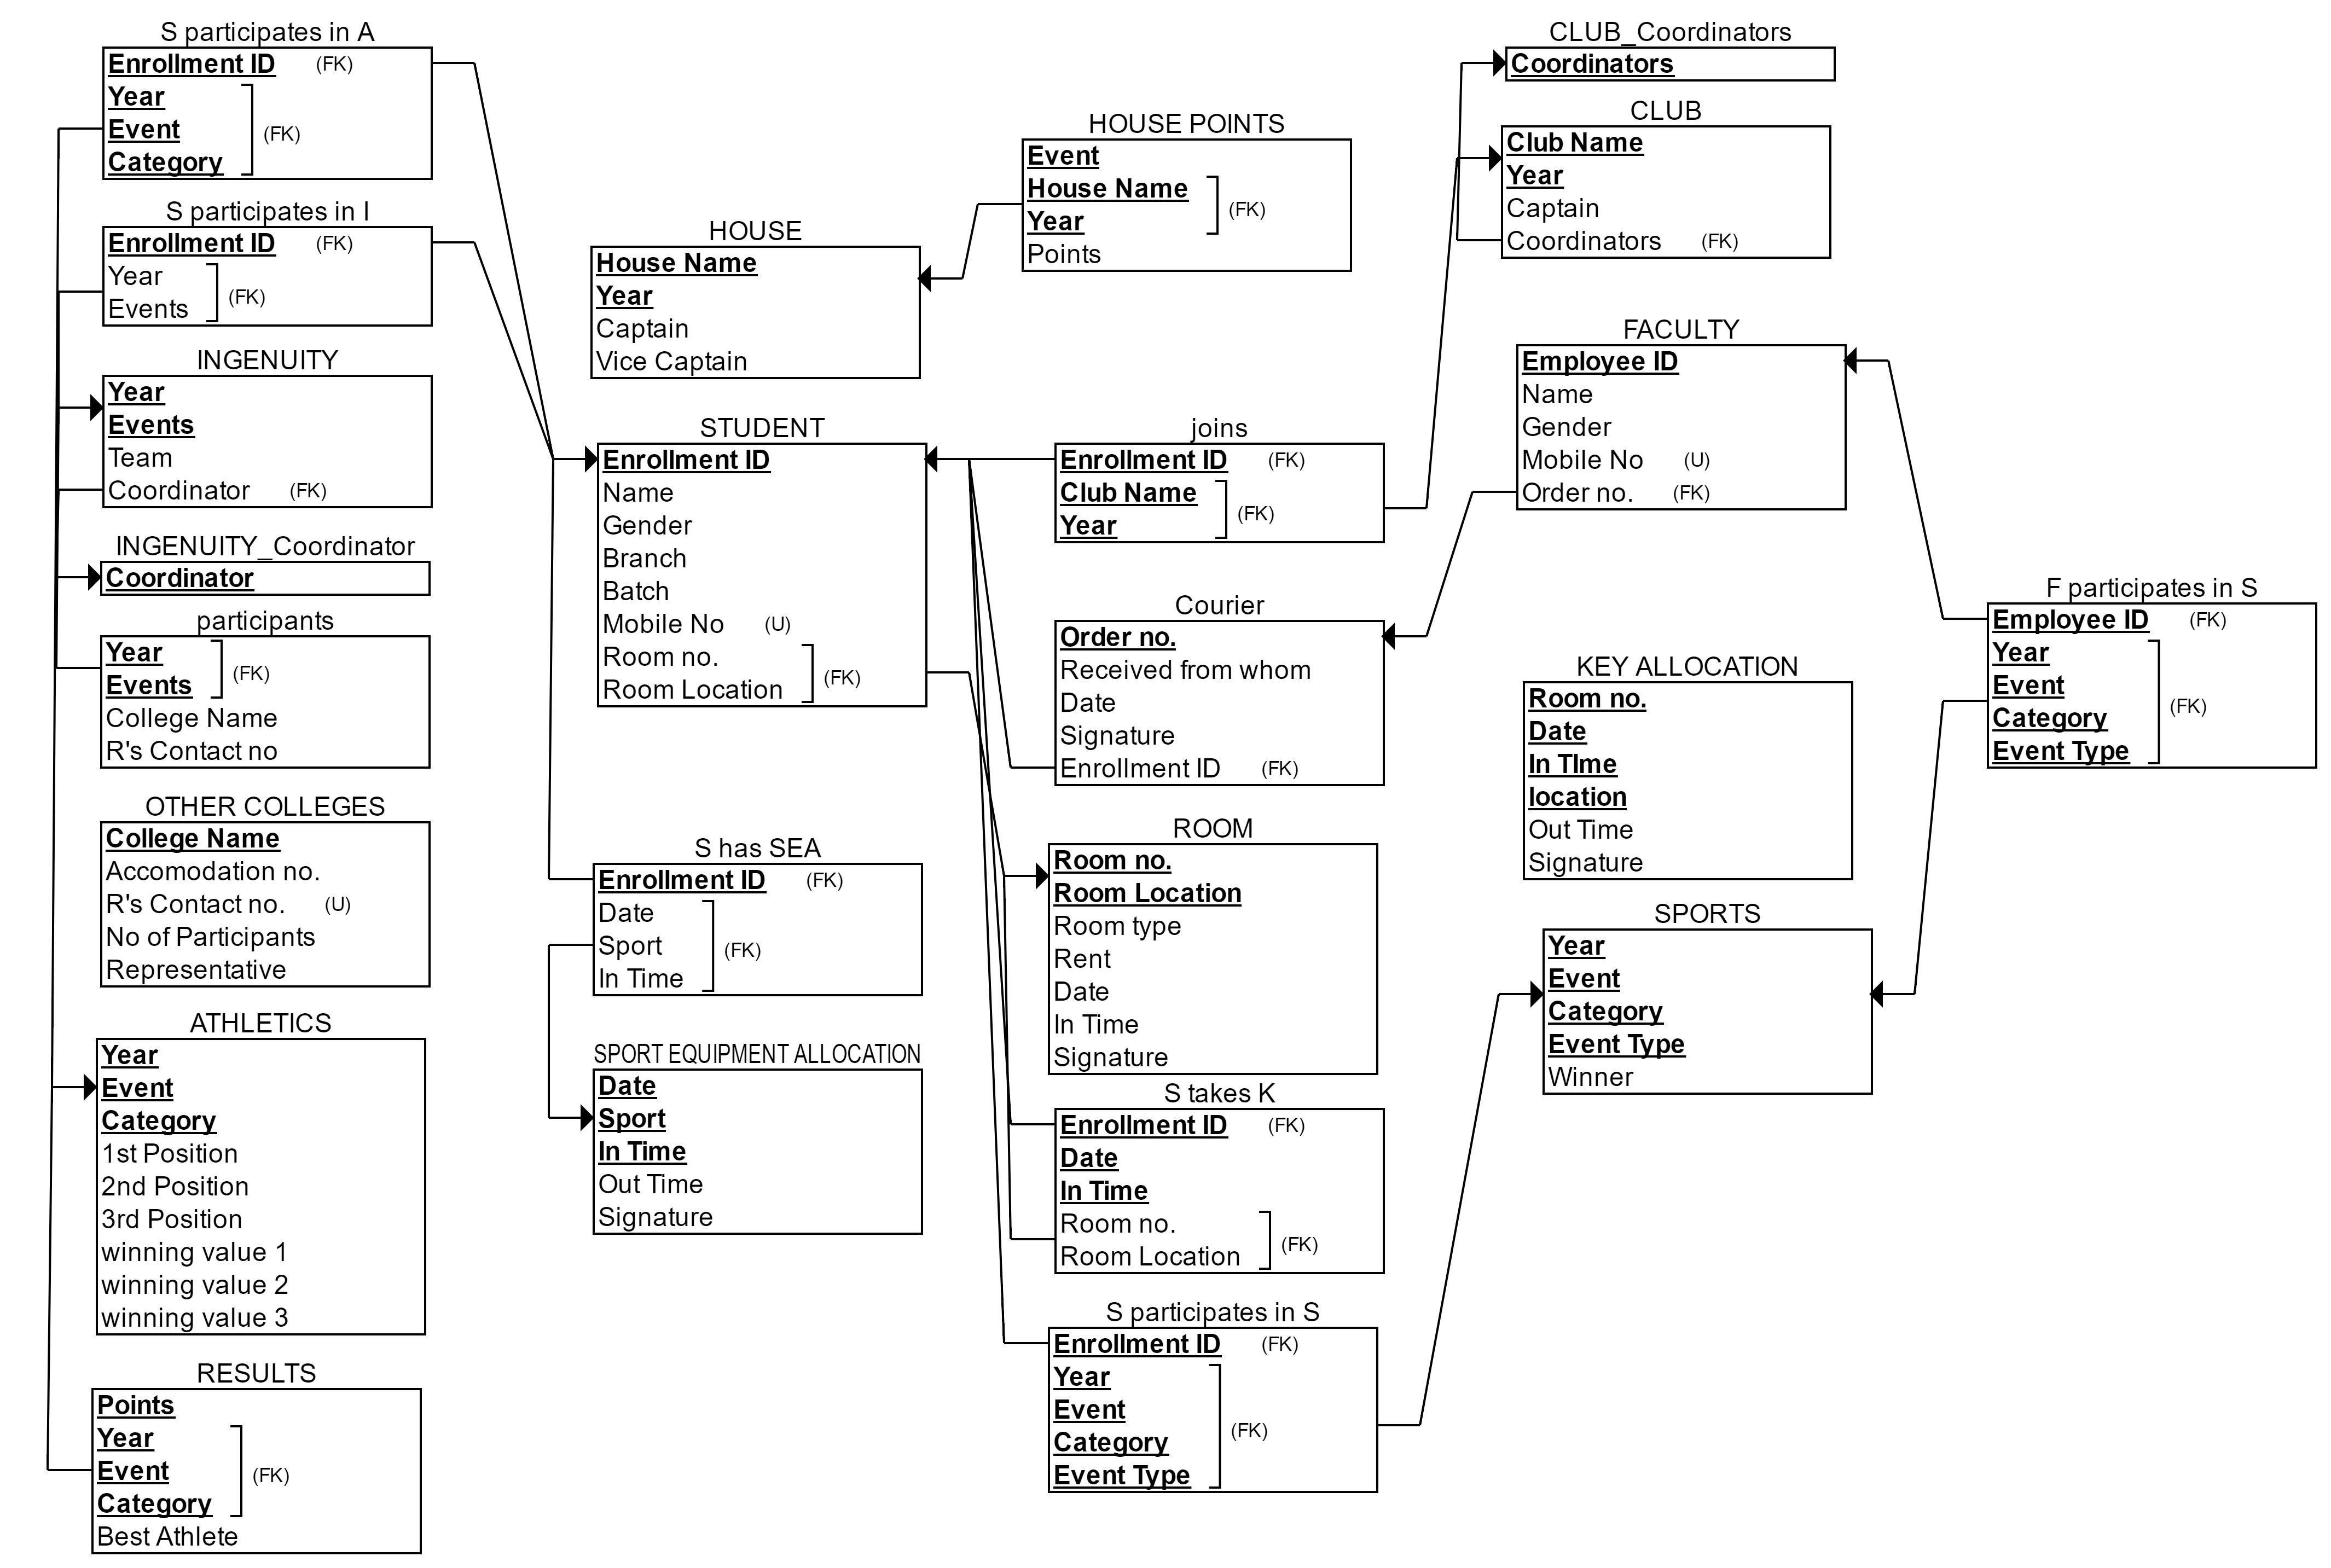 S participates in A
Enrollment ID (FK)
Year
Event (FK)
Category
S participates in I
Enrollment ID (FK)
Year
Events (FK)
INGENUITY
Year
Events
Team
Coordinator (FK)
INGENUITY_Coordinator
Coordinator
participants
Year
Events (FK)
College Name
R's Contact no
OTHER COLLEGES
College Name
Accomodation no.
R's Contact no. (U)
No of Participants
Representative
ATHLETICS
Year
Event
Category
1st Position
2nd Position
3rd Position
winning value 1
winning value 2
winning value 3
RESULTS
Points
Year
Event (FK)
Category
Best Athlete
HOUSE
House Name
Year
Captain
Vice Captain
STUDENT
Enrollment ID
Name
Gender
Branch
Batch
Mobile No (U)
Room no.
Room Location (FK)
S has SEA
Enrollment ID (FK)
Date
Sport (FK)
In Time
SPORT EQUIPMENT ALLOCATION
Date
Sport
In Time
Out Time
Signature
HOUSE POINTS
Event
House Name
Year (FK)
Points
joins
Enrollment ID (FK)
Club Name
Year (FK)
Courier
Order no.
Received from whom
Date
Signature
Enrollment ID (FK)
ROOM
Room no.
Room Location
Room type
Rent
Date
In Time
Signature
S takes K
Enrollment ID (FK)
Date
In Time
Room no.
Room Location (FK)
S participates in S
Enrollment ID (FK)
Year
Event
Category (FK)
Event Type
CLUB_Coordinators
Coordinators
CLUB
Club Name
Year
Captain
Coordinators (FK)
FACULTY
Employee ID
Name
Gender
Mobile No (U)
Order no. (FK)
KEY ALLOCATION
Room no.
Date
In TIme
location
Out Time
Signature
SPORTS
Year
Event
Category
Event Type
Winner
F participates in S
Employee ID (FK)
Year
Event
Category (FK)
Event Type